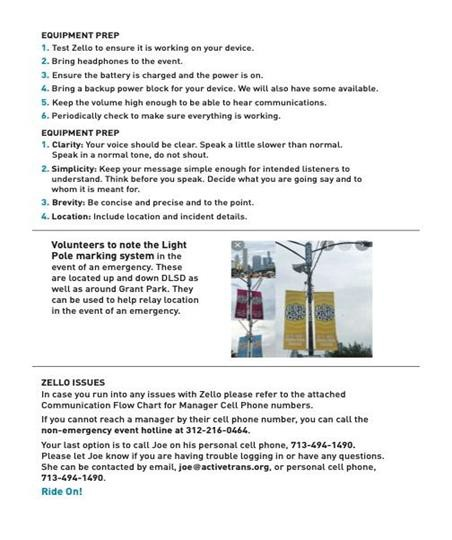 EQUIPMENT PREP
1. Test Zello to ensure it is working on your device.
2. Bring headphones to the event.
3. Ensure the battery is charged and the power is on.
4. Bring a backup power block for your device. We will also have some available.
5. Keep the volume high enough to be able to hear communications.
6. Periodically check to make sure everything is working.
EQUIPMENT PREP
1. Clarity: Your voice should be clear. Speak a little slower than normal.
Speak in a normal tone, do not shout.
2. Simplicity: Keep your message simple enough for intended listeners to
understand. Think before you speak. Decide what you are going say and to
whom it is meant for.
3. Brevity: Be concise and precise and to the point.
4. Location: Include location and incident details.
Volunteers to note the Light
Pole marking system in the
event of an emergency. These
are located up and down DLSD as
well as around Grant Park. They
can be used to help relay location
in the event of an emergency.
ZELLO ISSUES
In case you run into any issues with Zello please refer to the attached
Communication Flow Chart for Manager Cell Phone numbers.
If you cannot reach a manager by their cell phone number, you can call the
non-emergency event hotline at 312-216-0464.
Your last option is to call Joe on his personal cell phone, 713-494-1490.
Please let Joe know if you are having trouble logging in or have any questions.
She can be contacted by email, joe@activetrans.org, or personal cell phone,
713-494-1490.
Ride On!